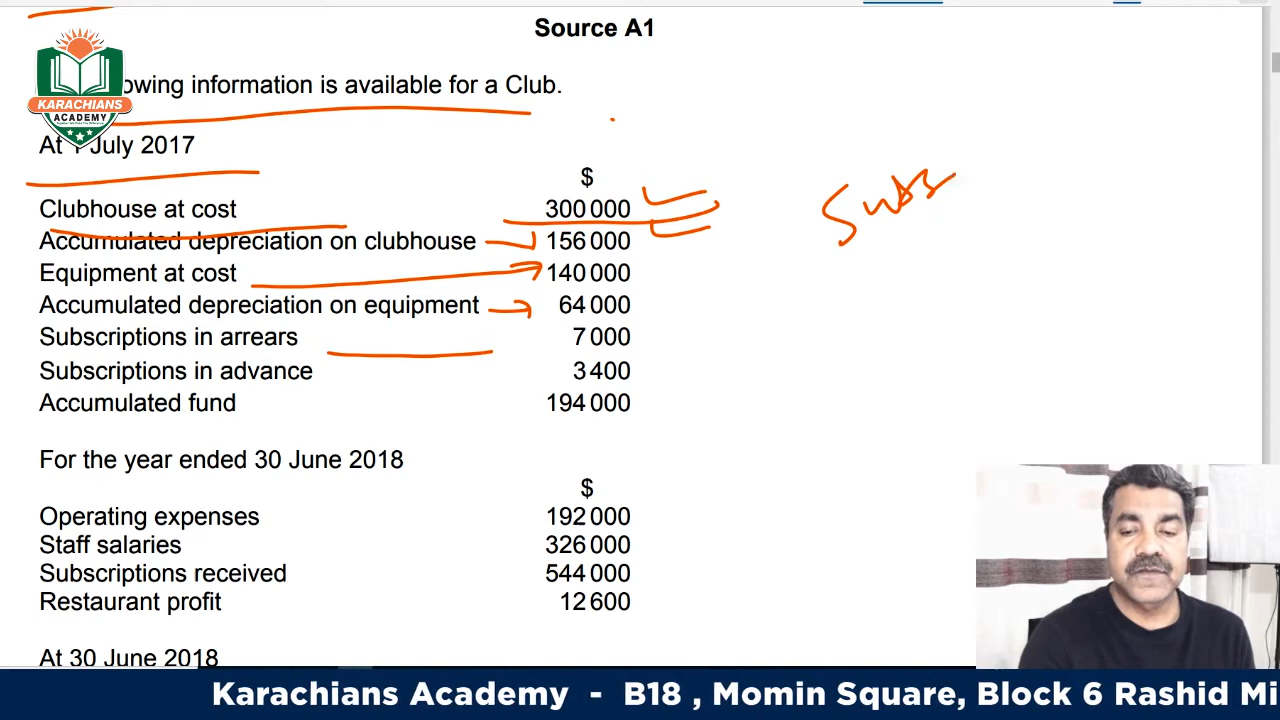 Source A1
KARACHIANS
ACADEMY
owing information is available for a Club.
At 1 July 2017
$
Clubhouse at cost 300 000
Accumulated depreciation on clubhouse 156 000
Equipment at cost 140 000
Accumulated depreciation on equipment 64 000
Subscriptions in arrears 7 000
Subscriptions in advance 3 400
Accumulated fund 194 000
Subs
For the year ended 30 June 2018
$
Operating expenses 192 000
Staff salaries 326 000
Subscriptions received 544 000
Restaurant profit 12 600
At 30 June 2018
Karachians Academy - B18 , Momin Square, Block 6 Rashid Mi